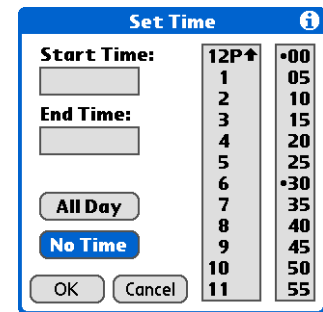 Set Time i
Start Time:
End Time:
All Day
No Time
OK Cancel
12P •00
1 05
2 10
3 15
4 20
5 25
6 •30
7 35
8 40
9 45
10 50
11 55